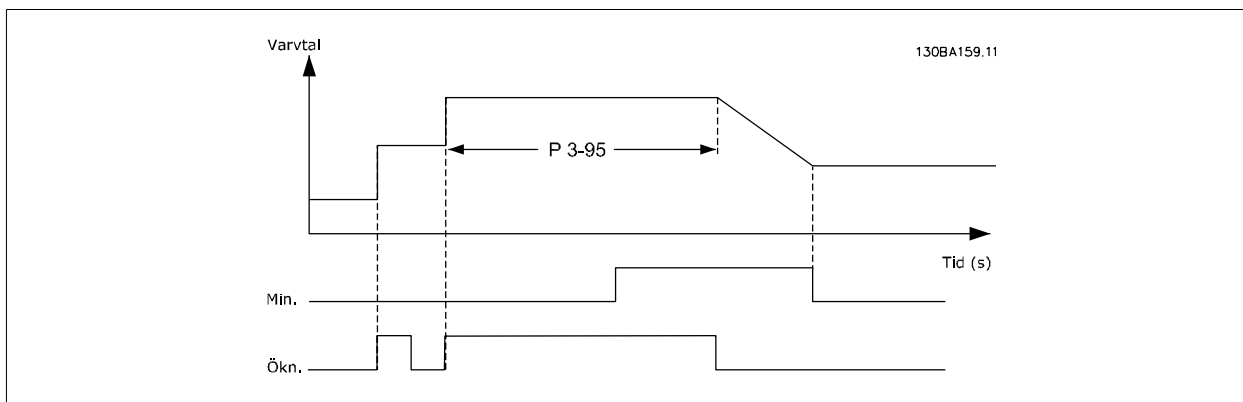 Varvtal
130BA159.11
P 3-95
Tid (s)
Min.
Ökn.